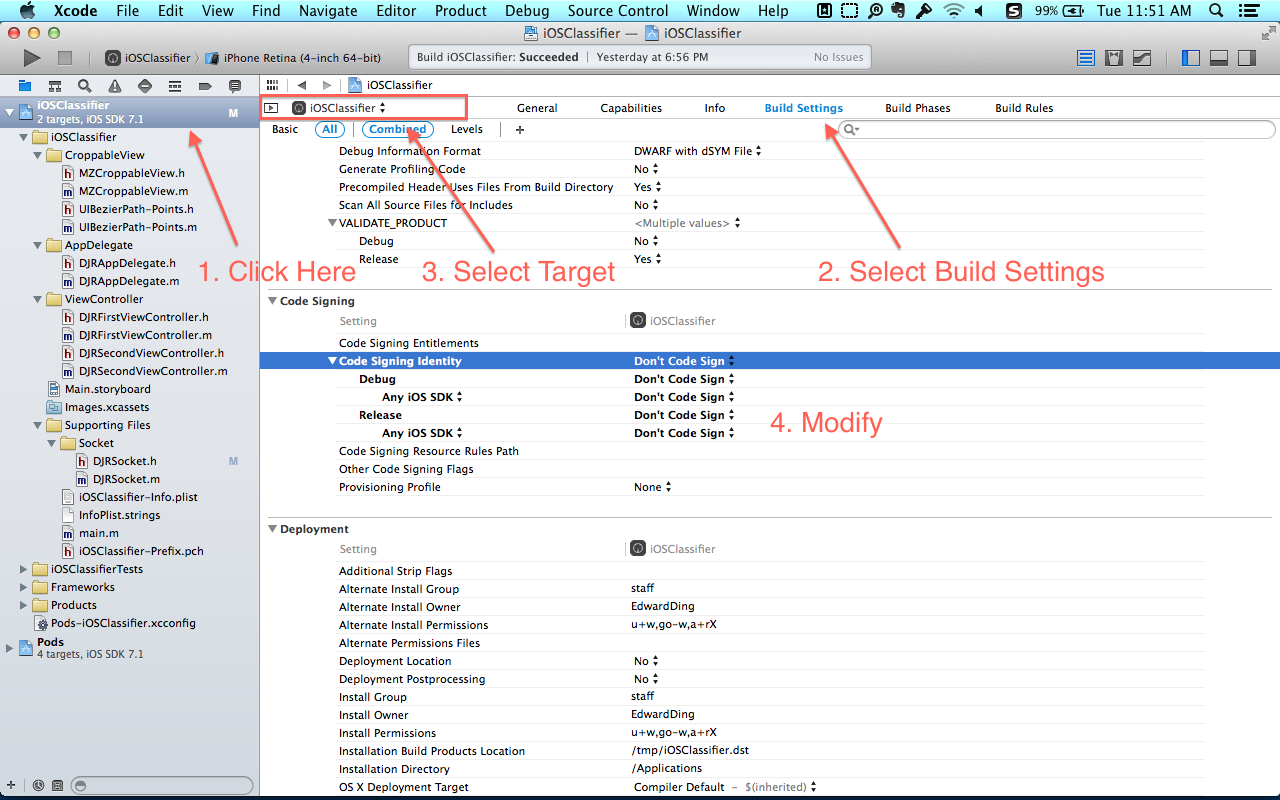 Xcode File Edit View Find Navigate Editor Product Debug Source Control Window Help 99% Tue 11:51 AM
iOSClassifier — iOSClassifier
iOSClassifier iPhone Retina (4-inch 64-bit) Build iOSClassifier: Succeeded Yesterday at 6:56 PM No Issues
iOSClassifier
iOSClassifier M
2 targets, iOS SDK 7.1
iOSClassifier
CroppableView
MZCroppableView.h
MZCroppableView.m
UIBezierPath-Points.h
UIBezierPath-Points.m
AppDelegate
DJRAppDelegate.h
DJRAppDelegate.m
ViewController
DJRFirstViewController.h
DJRFirstViewController.m
DJRSecondViewController.h
DJRSecondViewController.m
Main.storyboard
Images.xcassets
Supporting Files
Socket
DJRSocket.h M
DJRSocket.m
iOSClassifier-Info.plist
InfoPlist.strings
main.m
iOSClassifier-Prefix.pch
iOSClassifierTests
Frameworks
Products
Pods-iOSClassifier.xcconfig
Pods
4 targets, iOS SDK 7.1
iOSClassifier General Capabilities Info Build Settings Build Phases Build Rules
Basic All Combined Levels +
Debug Information Format DWARF with dSYM File
Generate Profiling Code No
Precompiled Header Uses Files From Build Directory Yes
Scan All Source Files for Includes No
VALIDATE_PRODUCT <Multiple values>
Debug No
Release Yes
1. Click Here 3. Select Target 2. Select Build Settings
Code Signing
Setting iOSClassifier
Code Signing Entitlements
Code Signing Identity Don't Code Sign
Debug Don't Code Sign
Any iOS SDK Don't Code Sign
Release Don't Code Sign
4. Modify
Any iOS SDK Don't Code Sign
Code Signing Resource Rules Path
Other Code Signing Flags
Provisioning Profile None
Deployment
Setting iOSClassifier
Additional Strip Flags
Alternate Install Group staff
Alternate Install Owner EdwardDing
Alternate Install Permissions u+w,go-w,a+rX
Alternate Permissions Files
Deployment Location No
Deployment Postprocessing No
Install Group staff
Install Owner EdwardDing
Install Permissions u+w,go-w,a+rX
Installation Build Products Location /tmp/iOSClassifier.dst
Installation Directory /Applications
OS X Deployment Target Compiler Default – $(inherited)